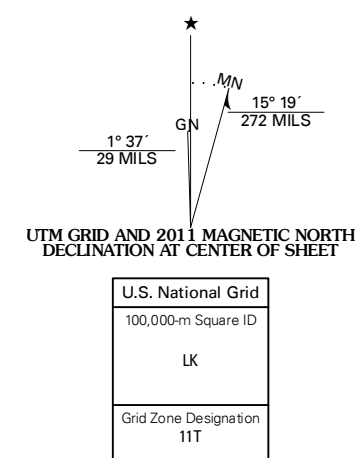 ★
MN
15° 19´
272 MILS
GN
1° 37´
29 MILS
UTM GRID AND 2011 MAGNETIC NORTH
DECLINATION AT CENTER OF SHEET
U.S. National Grid
100,000-m Square ID
LK
Grid Zone Designation
11T